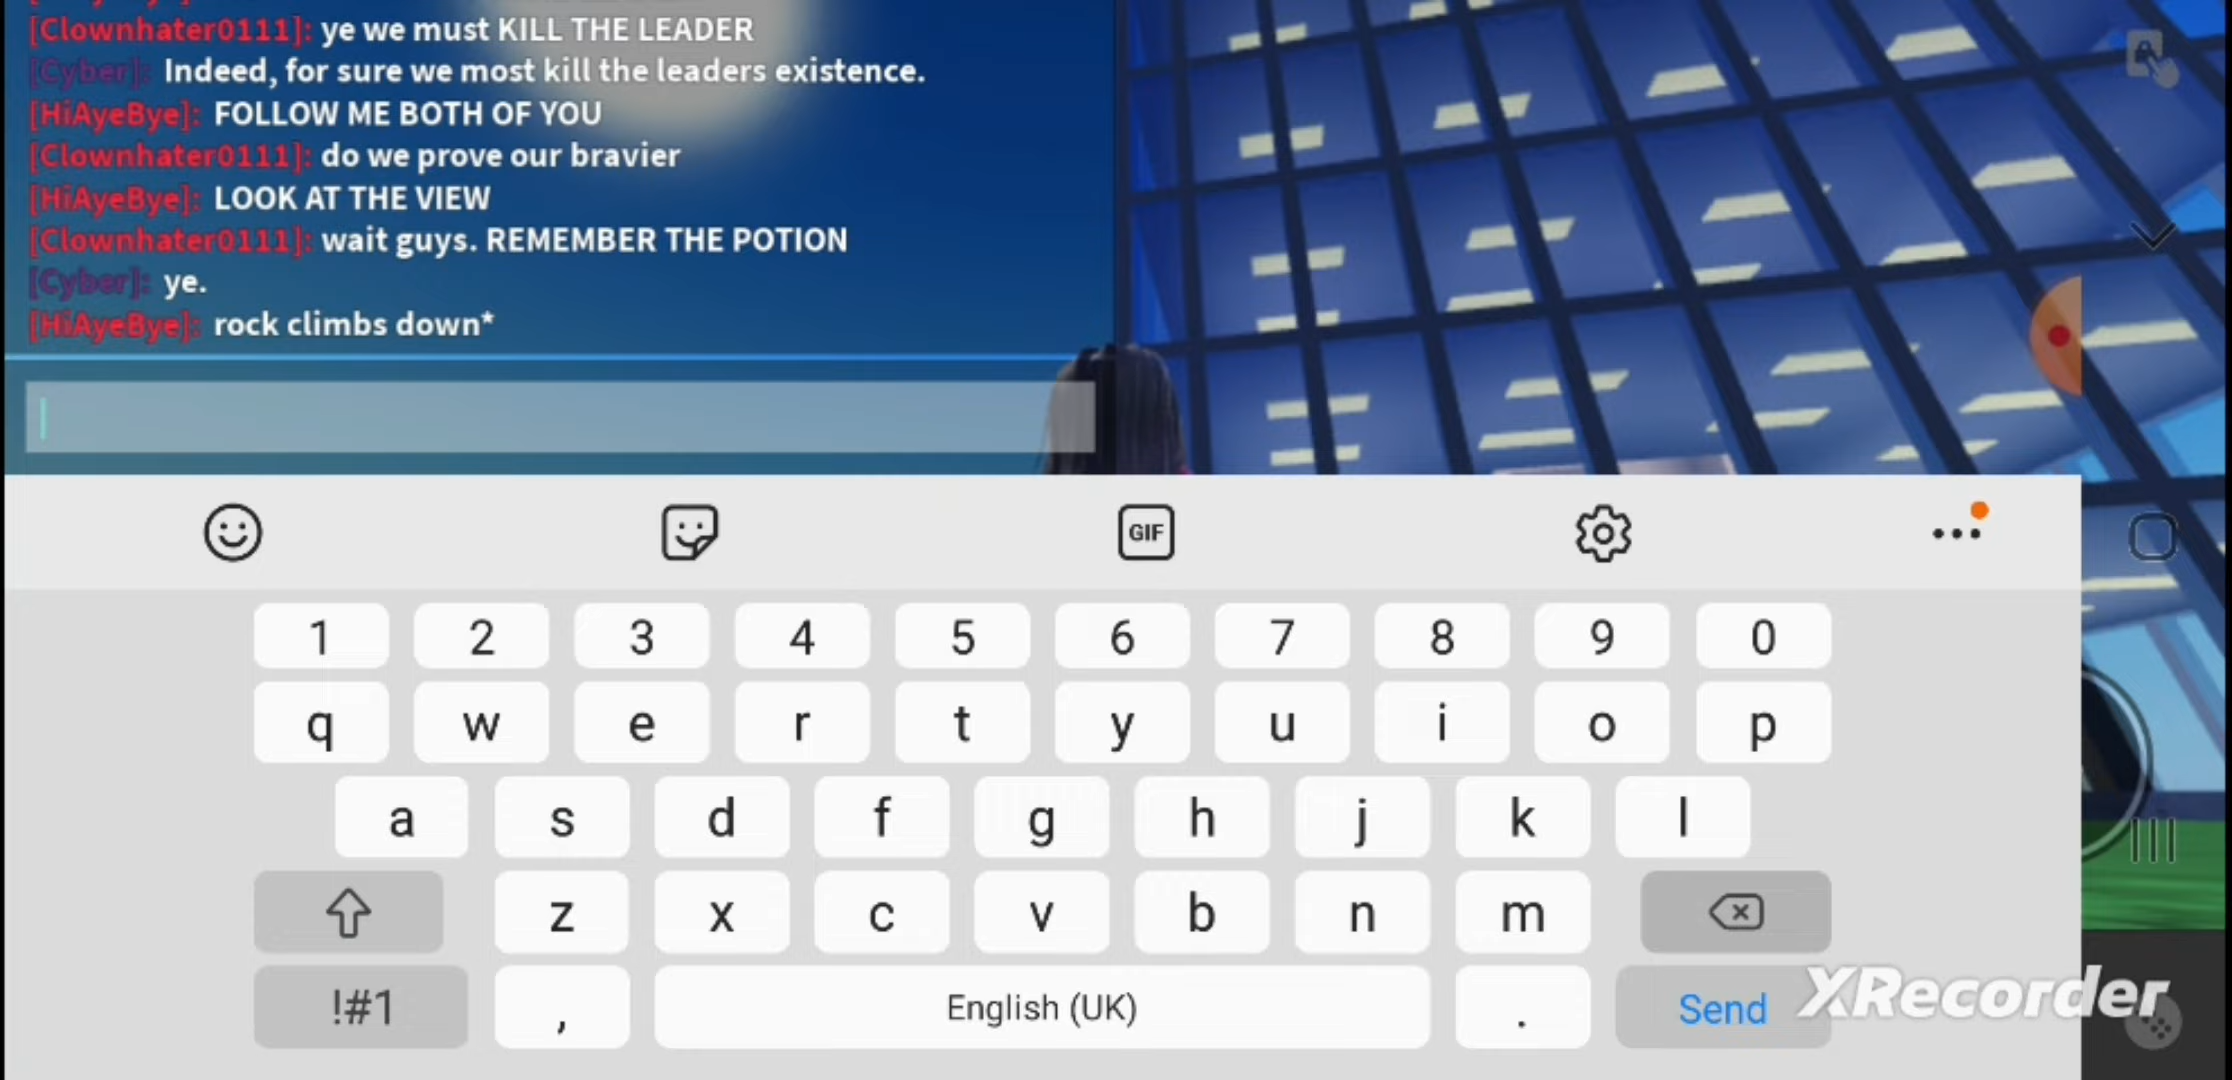 [Clownhater0111]: ye we must KILL THE LEADER
[Cyber]: Indeed, for sure we most kill the leaders existence.
[HiAyeBye]: FOLLOW ME BOTH OF YOU
[Clownhater0111]: do we prove our bravier
[HiAyeBye]: LOOK AT THE VIEW
[Clownhater0111]: wait guys. REMEMBER THE POTION
[Cyber]: ye.
[HiAyeBye]: rock climbs down*
GIF
1 2 3 4 5 6 7 8 9 0
q w e r t y u i o p
a s d f g h j k l
z x c v b n m
!#1 , English (UK) . Send
XRecorder